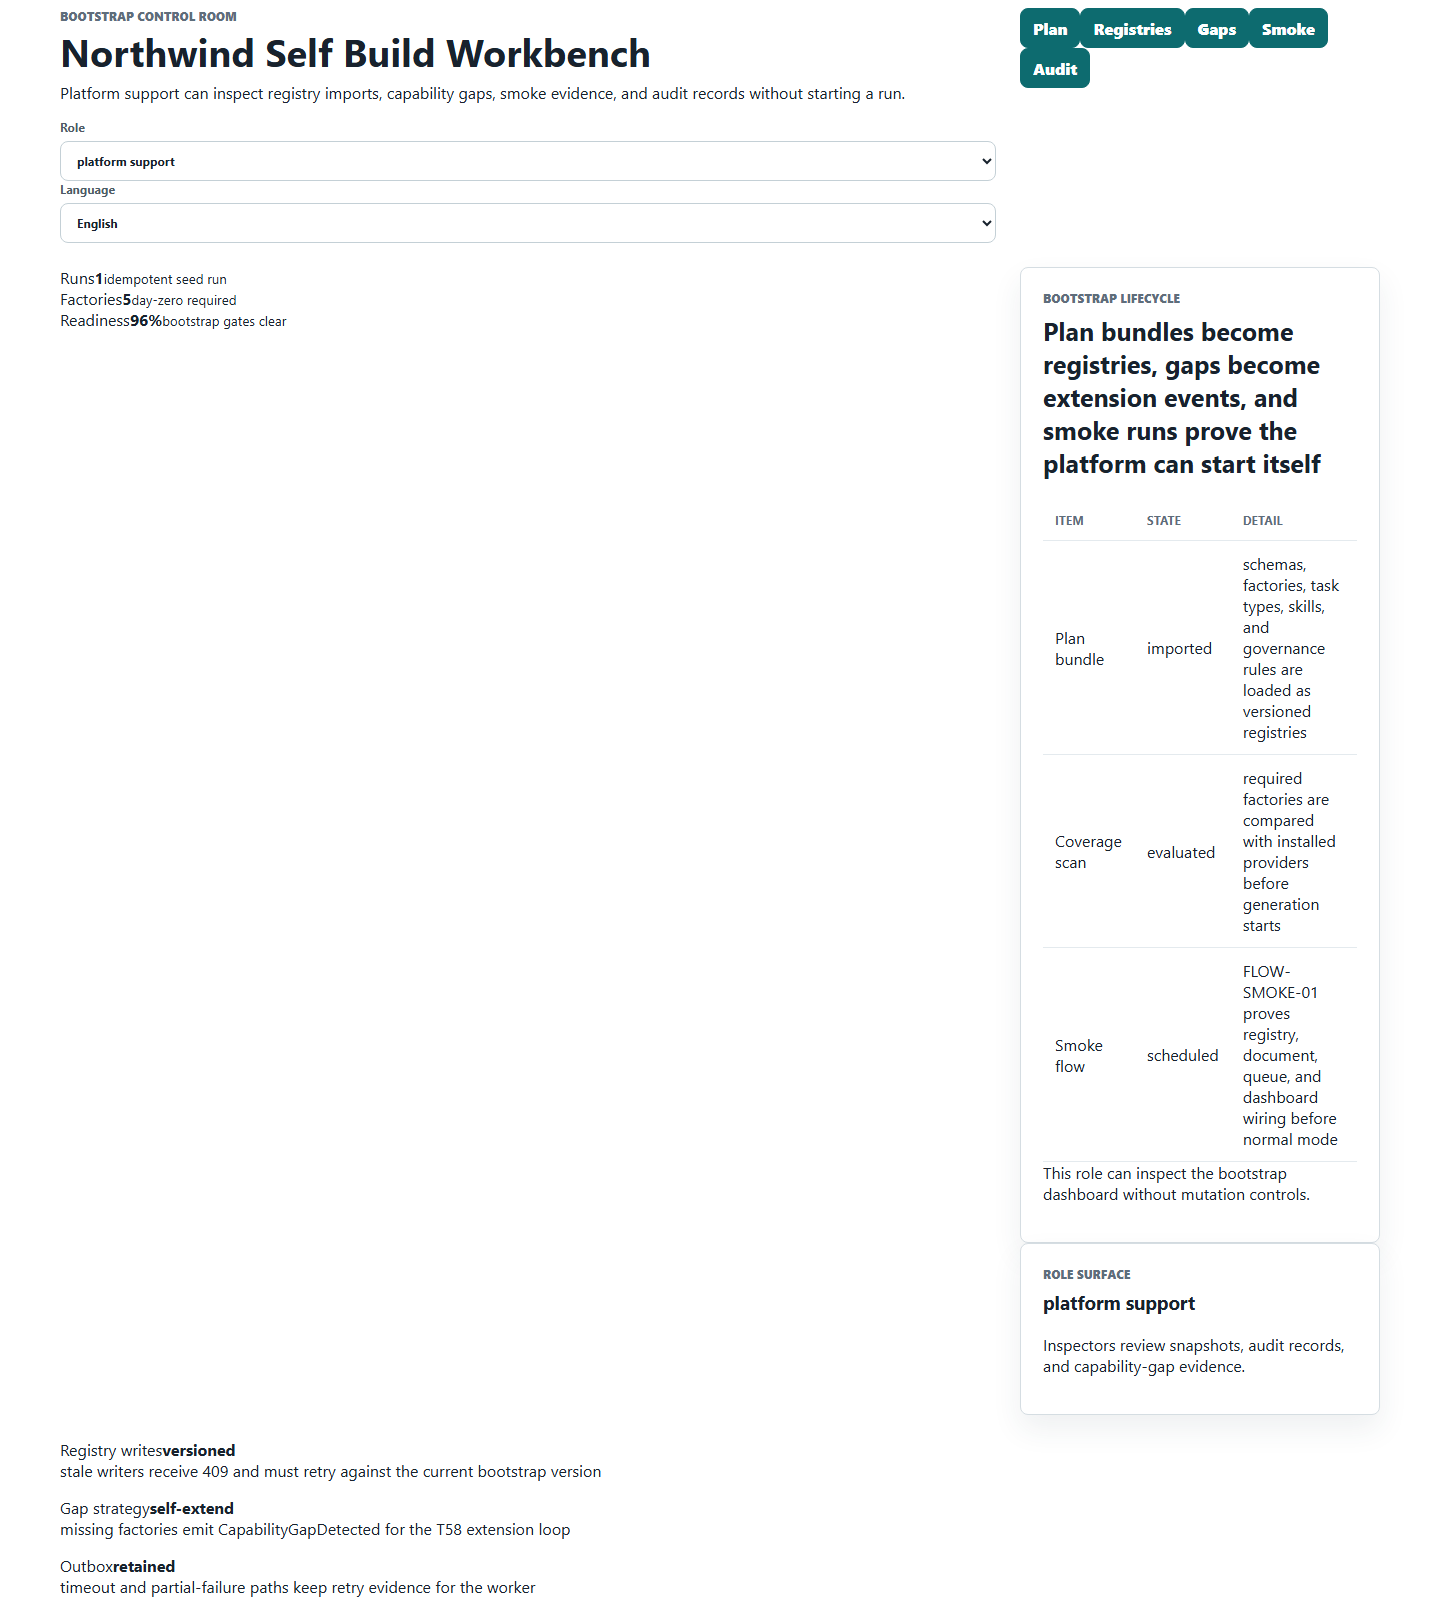 BOOTSTRAP CONTROL ROOM
Northwind Self Build Workbench
Platform support can inspect registry imports, capability gaps, smoke evidence, and audit records without starting a run.
Role
platform support
Language
English
Plan Registries Gaps Smoke
Audit
Runs1idempotent seed run
Factories5day-zero required
Readiness96%bootstrap gates clear
BOOTSTRAP LIFECYCLE
Plan bundles become
registries, gaps become
extension events, and
smoke runs prove the
platform can start itself
ITEM STATE DETAIL
Plan
bundle
imported
schemas,
factories, task
types, skills,
and
governance
rules are
loaded as
versioned
registries
Coverage
scan
evaluated
required
factories are
compared
with installed
providers
before
generation
starts
Smoke
flow
scheduled
FLOW-
SMOKE-01
proves
registry,
document,
queue, and
dashboard
wiring before
normal mode
This role can inspect the bootstrap
dashboard without mutation controls.
ROLE SURFACE
platform support
Inspectors review snapshots, audit records,
and capability-gap evidence.
Registry writesversioned
stale writers receive 409 and must retry against the current bootstrap version
Gap strategyself-extend
missing factories emit CapabilityGapDetected for the T58 extension loop
Outboxretained
timeout and partial-failure paths keep retry evidence for the worker